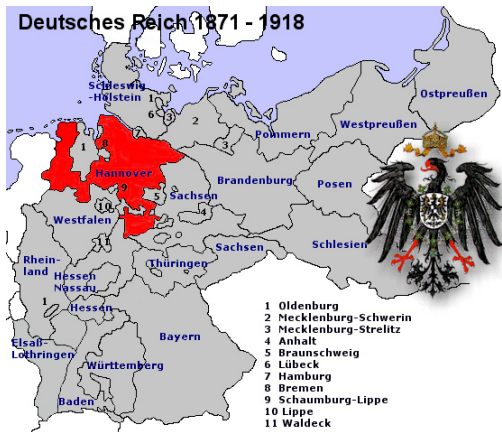 Deutsches Reich 1871 - 1918
Schleswig
-Holstein
1
6
3
2
7
3
1
8
Ostpreußen
Westpreußen
Pommern
Hannover
9
5
Brandenburg
Posen
Sachsen
4
10
5
Westfalen
11
Sachsen
Schlesien
Rhein-
land
Thüringen
Hessen
Nassau
1
Hessen
Elsaß-
Lothringen
Bayern
Württemberg
Baden
1 Oldenburg
2 Mecklenburg-Schwerin
3 Mecklenburg-Strelitz
4 Anhalt
5 Braunschweig
6 Lübeck
7 Hamburg
8 Bremen
9 Schaumburg-Lippe
10 Lippe
11 Waldeck